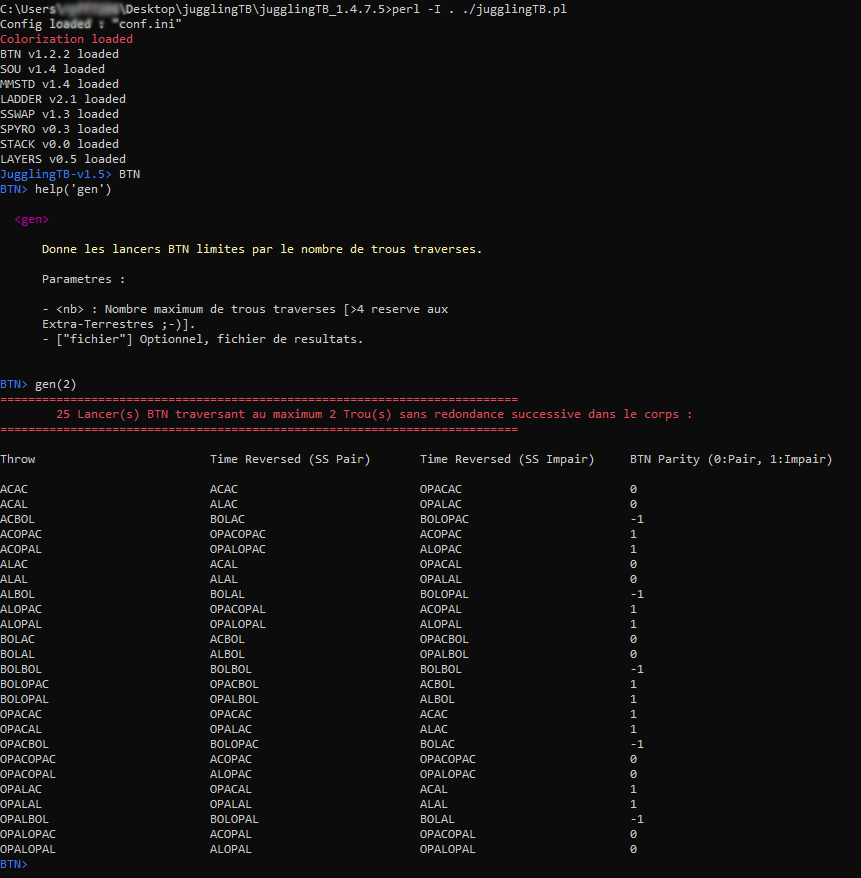 C:\Users\\Desktop\jugglingTB\jugglingTB_1.4.7.5>perl -I . ./jugglingTB.pl
Config loaded : "conf.ini"
Colorization loaded
BTN v1.2.2 loaded
SOU v1.4 loaded
MMSTD v1.4 loaded
LADDER v2.1 loaded
SSWAP v1.3 loaded
SPYRO v0.3 loaded
STACK v0.0 loaded
LAYERS v0.5 loaded
JugglingTB-v1.5> BTN
BTN> help('gen')
<gen>
Donne les lancers BTN limites par le nombre de trous traverses.
Parametres :
- <nb> : Nombre maximum de trous traverses [>4 reserve aux
Extra-Terrestres ;-)].
- ["fichier"] Optionnel, fichier de resultats.
BTN> gen(2)
==========================================================================
25 Lancer(s) BTN traversant au maximum 2 Trou(s) sans redondance successive dans le corps :
==========================================================================
Throw Time Reversed (SS Pair) Time Reversed (SS Impair) BTN Parity (0:Pair, 1:Impair)
ACAC ACAC OPACAC 0
ACAL ALAC OPALAC 0
ACBOL BOLAC BOLOPAC -1
ACOPAC OPACOPAC ACOPAC 1
ACOPAL OPALOPAC ALOPAC 1
ALAC ACAL OPACAL 0
ALAL ALAL OPALAL 0
ALBOL BOLAL BOLOPAL -1
ALOPAC OPACOPAL ACOPAL 1
ALOPAL OPALOPAL ALOPAL 1
BOLAC ACBOL OPACBOL 0
BOLAL ALBOL OPALBOL 0
BOLBOL BOLBOL BOLBOL -1
BOLOPAC OPACBOL ACBOL 1
BOLOPAL OPALBOL ALBOL 1
OPACAC OPACAC ACAC 1
OPACAL OPALAC ALAC 1
OPACBOL BOLOPAC BOLAC -1
OPACOPAC ACOPAC OPACOPAC 0
OPACOPAL ALOPAC OPALOPAC 0
OPALAC OPACAL ACAL 1
OPALAL OPALAL ALAL 1
OPALBOL BOLOPAL BOLAL -1
OPALOPAC ACOPAL OPACOPAL 0
OPALOPAL ALOPAL OPALOPAL 0
BTN>